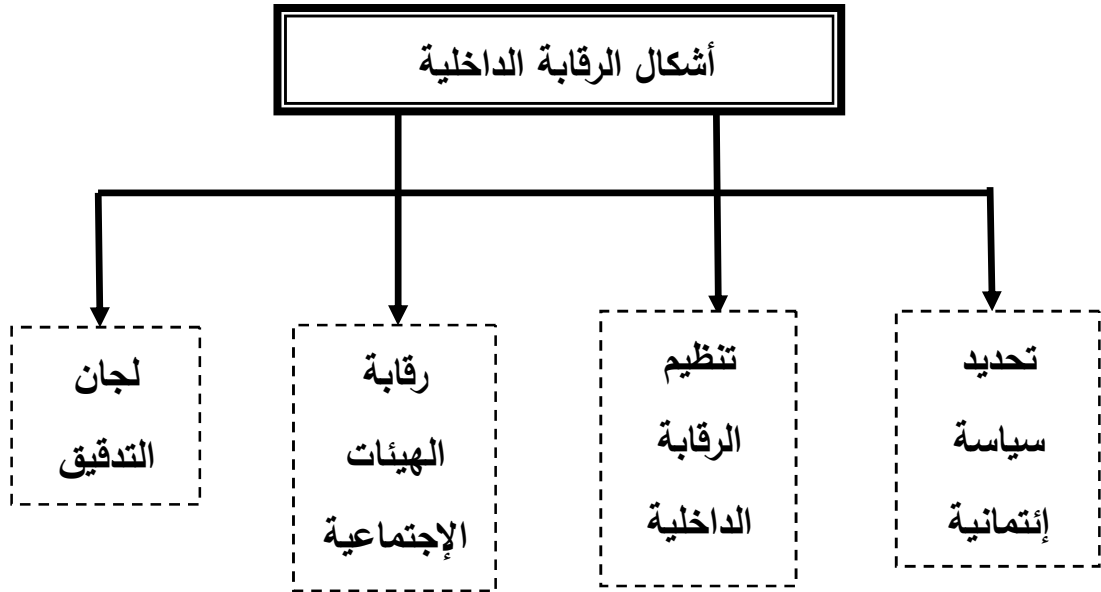 أشكال الرقابة الداخلية
تحديد
سياسة
إئتمانية
تنظيم
الرقابة
الداخلية
رقابة
الهيئات
الإجتماعية
لجان
التدقيق